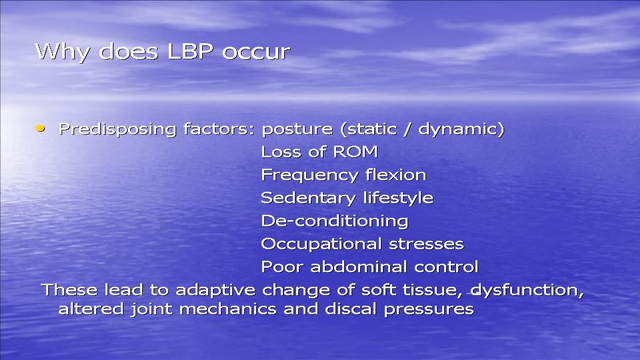 Why does LBP occur
• Predisposing factors: posture (static / dynamic)
Loss of ROM
Frequency flexion
Sedentary lifestyle
De-conditioning
Occupational stresses
Poor abdominal control
These lead to adaptive change of soft tissue, dysfunction,
altered joint mechanics and discal pressures